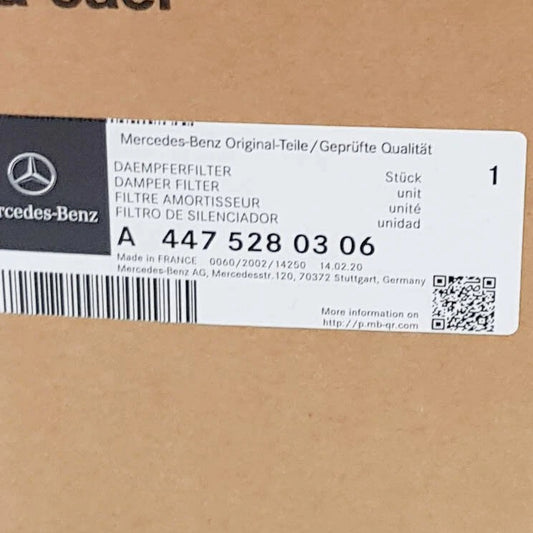 Mercedes-Benz Original-Teile/Geprüfte Qualität
DAEMPFERFILTER Stück 1
DAMPER FILTER unit
FILTRE AMORTISSEUR unité
FILTRO DE SILENCIADOR unidad
rcedes-Benz
A 447 528 03 06
Made in FRANCE 0060/2002/14250 14.02.20
Mercedes-Benz AG, Mercedesstr.120, 70372 Stuttgart, Germany
More information on
http://p.mb-qr.com